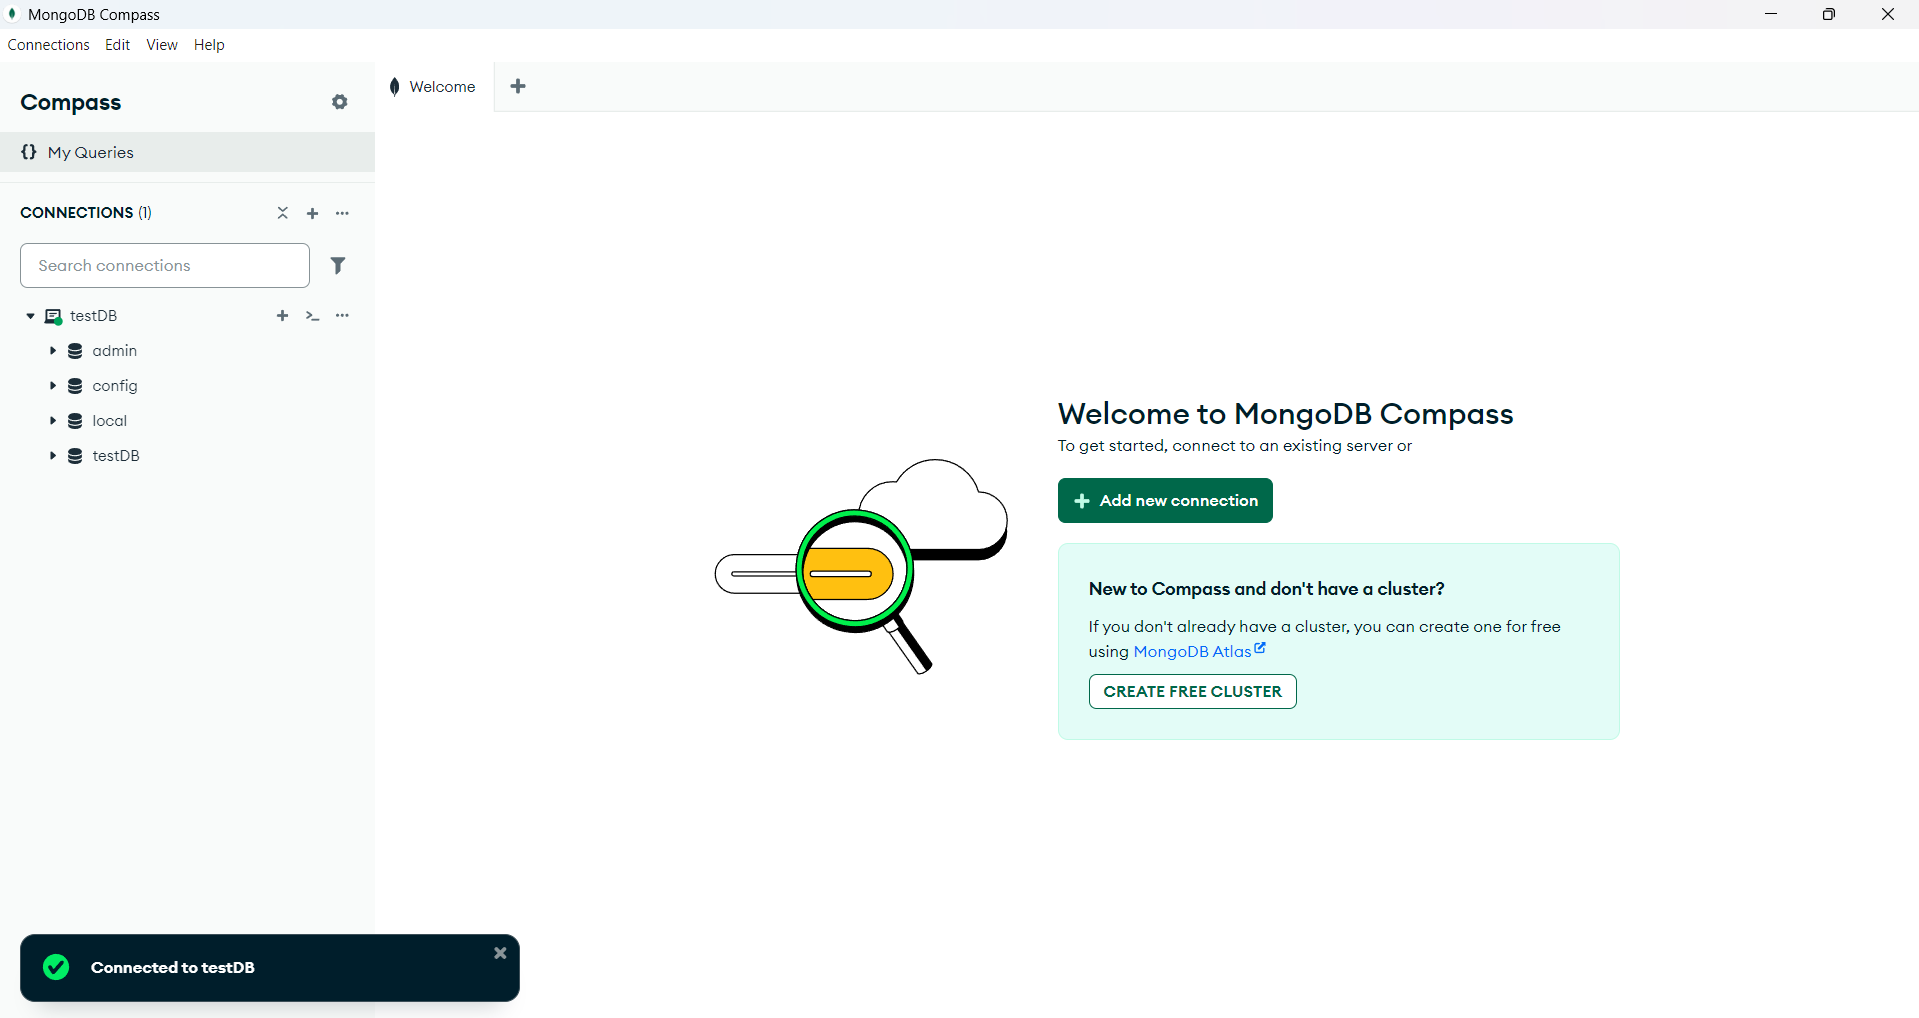 MongoDB Compass
Connections Edit View Help
Compass
Welcome
{} My Queries
CONNECTIONS (1)
Search connections
testDB
admin
config
local
testDB
Welcome to MongoDB Compass
To get started, connect to an existing server or
Add new connection
New to Compass and don't have a cluster?
If you don't already have a cluster, you can create one for free
using MongoDB Atlas
CREATE FREE CLUSTER
Connected to testDB